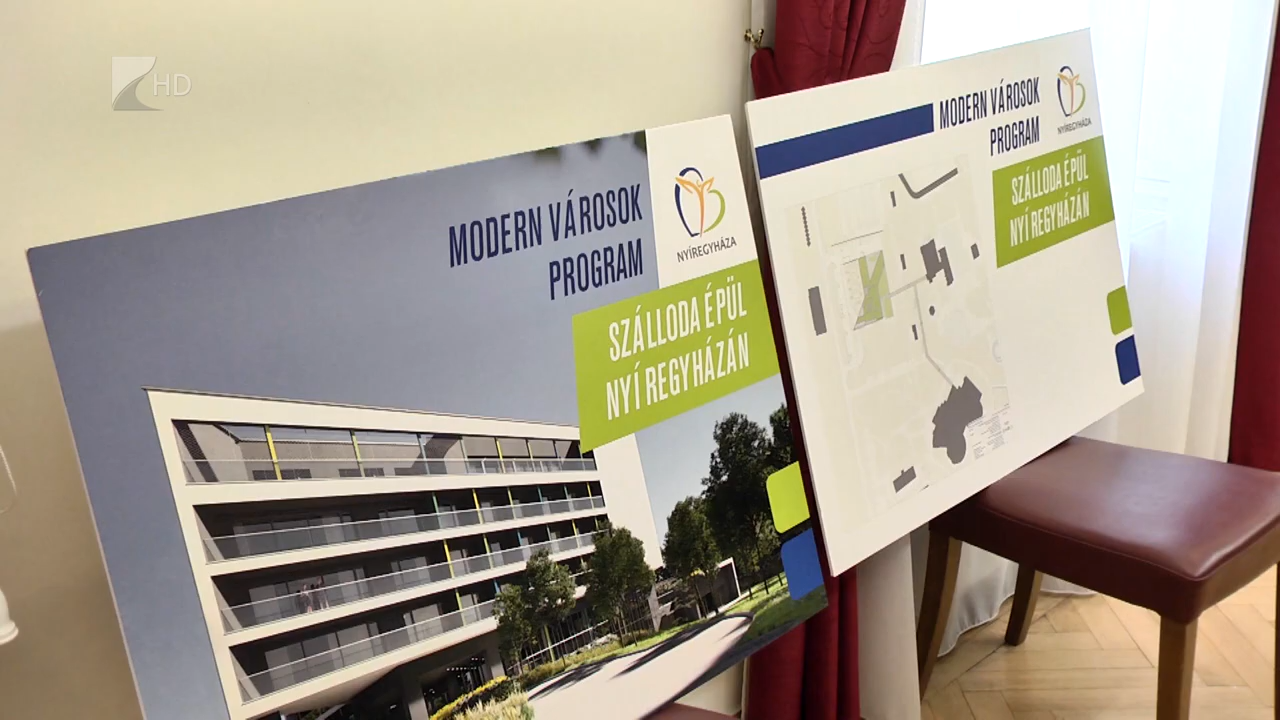 HD
MODERN VÁROSOK
PROGRAM
NYÍREGYHÁZA
SZÁLLODA ÉPÜL
NYÍ REGYHÁZÁN
MODERN VÁROSOK
PROGRAM
NYÍREGYHÁZA
SZÁLLODA ÉPÜL
NYÍ REGYHÁZÁN